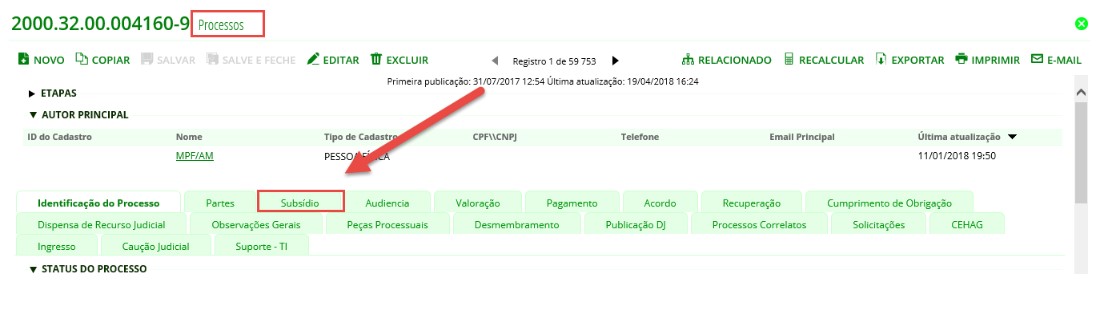 2000.32.00.004160-9 Processos
NOVO COPIAR SALVAR SALVE E FECHE EDITAR EXCLUIR Registro 1 de 59 753 RELACIONADO RECALCULAR EXPORTAR IMPRIMIR E-MAIL
Primeira publicação: 31/07/2017 12:54 Última atualização: 19/04/2018 16:24
ETAPAS
AUTOR PRINCIPAL
ID do Cadastro Nome Tipo de Cadastro CPF\\CNPJ Telefone Email Principal Última atualização
MPF/AM PESSOA FÍSICA 11/01/2018 19:50
Identificação do Processo Partes Subsídio Audiencia Valoração Pagamento Acordo Recuperação Cumprimento de Obrigação
Dispensa de Recurso Judicial Observações Gerais Peças Processuais Desmembramento Publicação DJ Processos Correlatos Solicitações CEHAG
Ingresso Caução Judicial Suporte - TI
STATUS DO PROCESSO